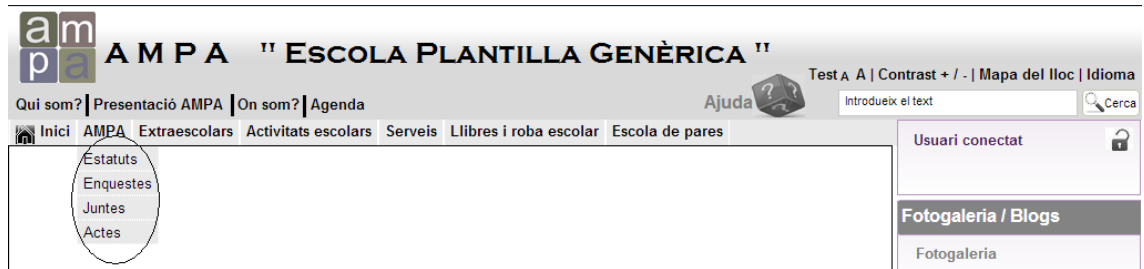 am
pa
A M P A " ESCOLA PLANTILLA GENÈRICA "
Test A A | Contrast + / - | Mapa del lloc | Idioma
Qui som? Presentació AMPA On som? Agenda
Ajuda ? ?
Introdueix el text
Cerca
Inici AMPA Extraescolars Activitats escolars Serveis Llibres i roba escolar Escola de pares
Estatuts
Enquestes
Juntes
Actes
Usuari conectat
Fotogaleria / Blogs
Fotogaleria